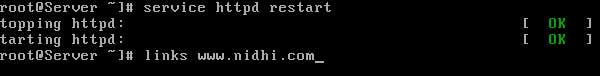 root@Server ~]# service httpd restart
topping httpd: [ OK ]
tarting httpd: [ OK ]
root@Server ~]# links www.nidhi.com_